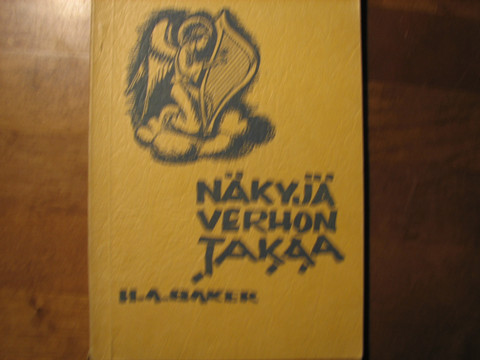 NÄKYJÄ
VERHON
TAKAA
H.A. BAKER